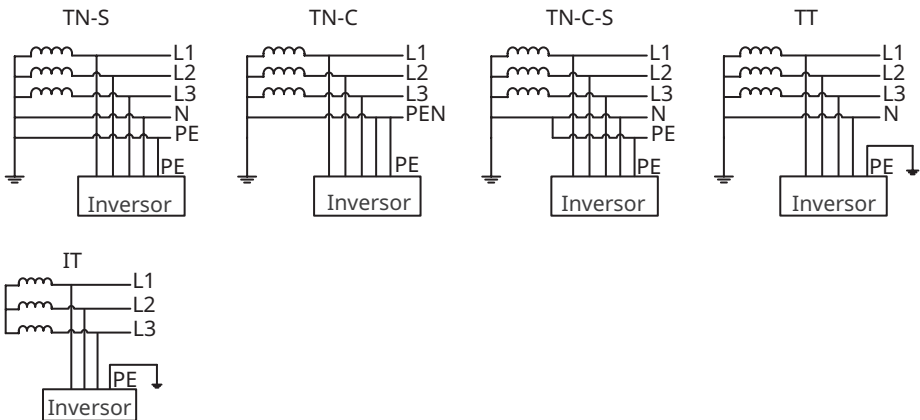 TN-S
L1
L2
L3
N
PE
PE
Inversor
TN-C
L1
L2
L3
PEN
PE
Inversor
TN-C-S
L1
L2
L3
N
PE
PE
Inversor
TT
L1
L2
L3
N
PE
Inversor
IT
L1
L2
L3
PE
Inversor